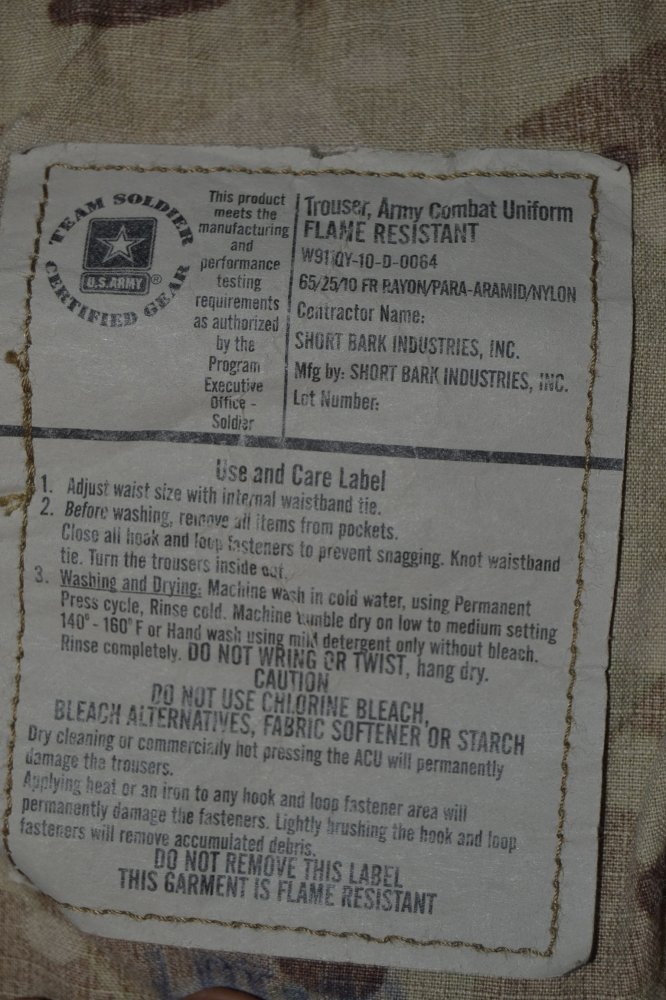 TEAM SOLDIER
CERTIFIED GEAR
U.S.ARMY ®
This product
meets the
manufacturing
and
performance
testing
requirements
as authorized
by the
Program
Executive
Office -
Soldier
Trouser, Army Combat Uniform
FLAME RESISTANT
W911QY-10-D-0064
65/25/10 FR RAYON/PARA-ARAMID/NYLON
Contractor Name:
SHORT BARK INDUSTRIES, INC.
Mfg by: SHORT BARK INDUSTRIES, INC.
Lot Number:
Use and Care Label
1. Adjust waist size with internal waistband tie.
2. Before washing, remove all items from pockets.
Close all hook and loop fasteners to prevent snagging. Knot waistband
tie. Turn the trousers inside out.
3. Washing and Drying: Machine wash in cold water, using Permanent
Press cycle, Rinse cold. Machine tumble dry on low to medium setting
140° - 160° F or Hand wash using mild detergent only without bleach.
Rinse completely. DO NOT WRING OR TWIST, hang dry.
CAUTION
DO NOT USE CHLORINE BLEACH,
BLEACH ALTERNATIVES, FABRIC SOFTENER OR STARCH
Dry cleaning or commercially hot pressing the ACU will permanently
damage the trousers.
Applying heat or an iron to any hook and loop fastener area will
permanently damage the fasteners. Lightly brushing the hook and loop
fasteners will remove accumulated debris.
DO NOT REMOVE THIS LABEL
THIS GARMENT IS FLAME RESISTANT